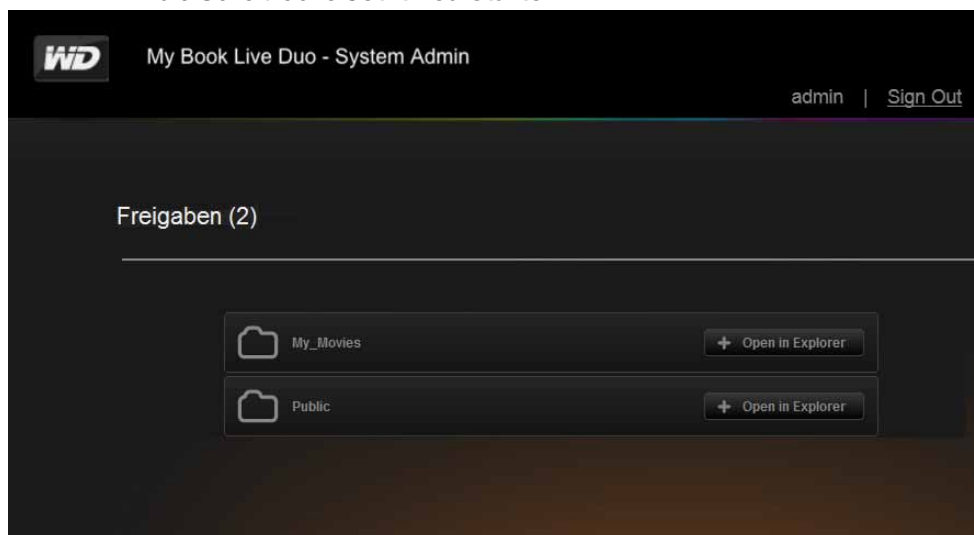 WD
My Book Live Duo - System Admin
admin | Sign Out
Freigaben (2)
My_Movies
+ Open in Explorer
Public
+ Open in Explorer